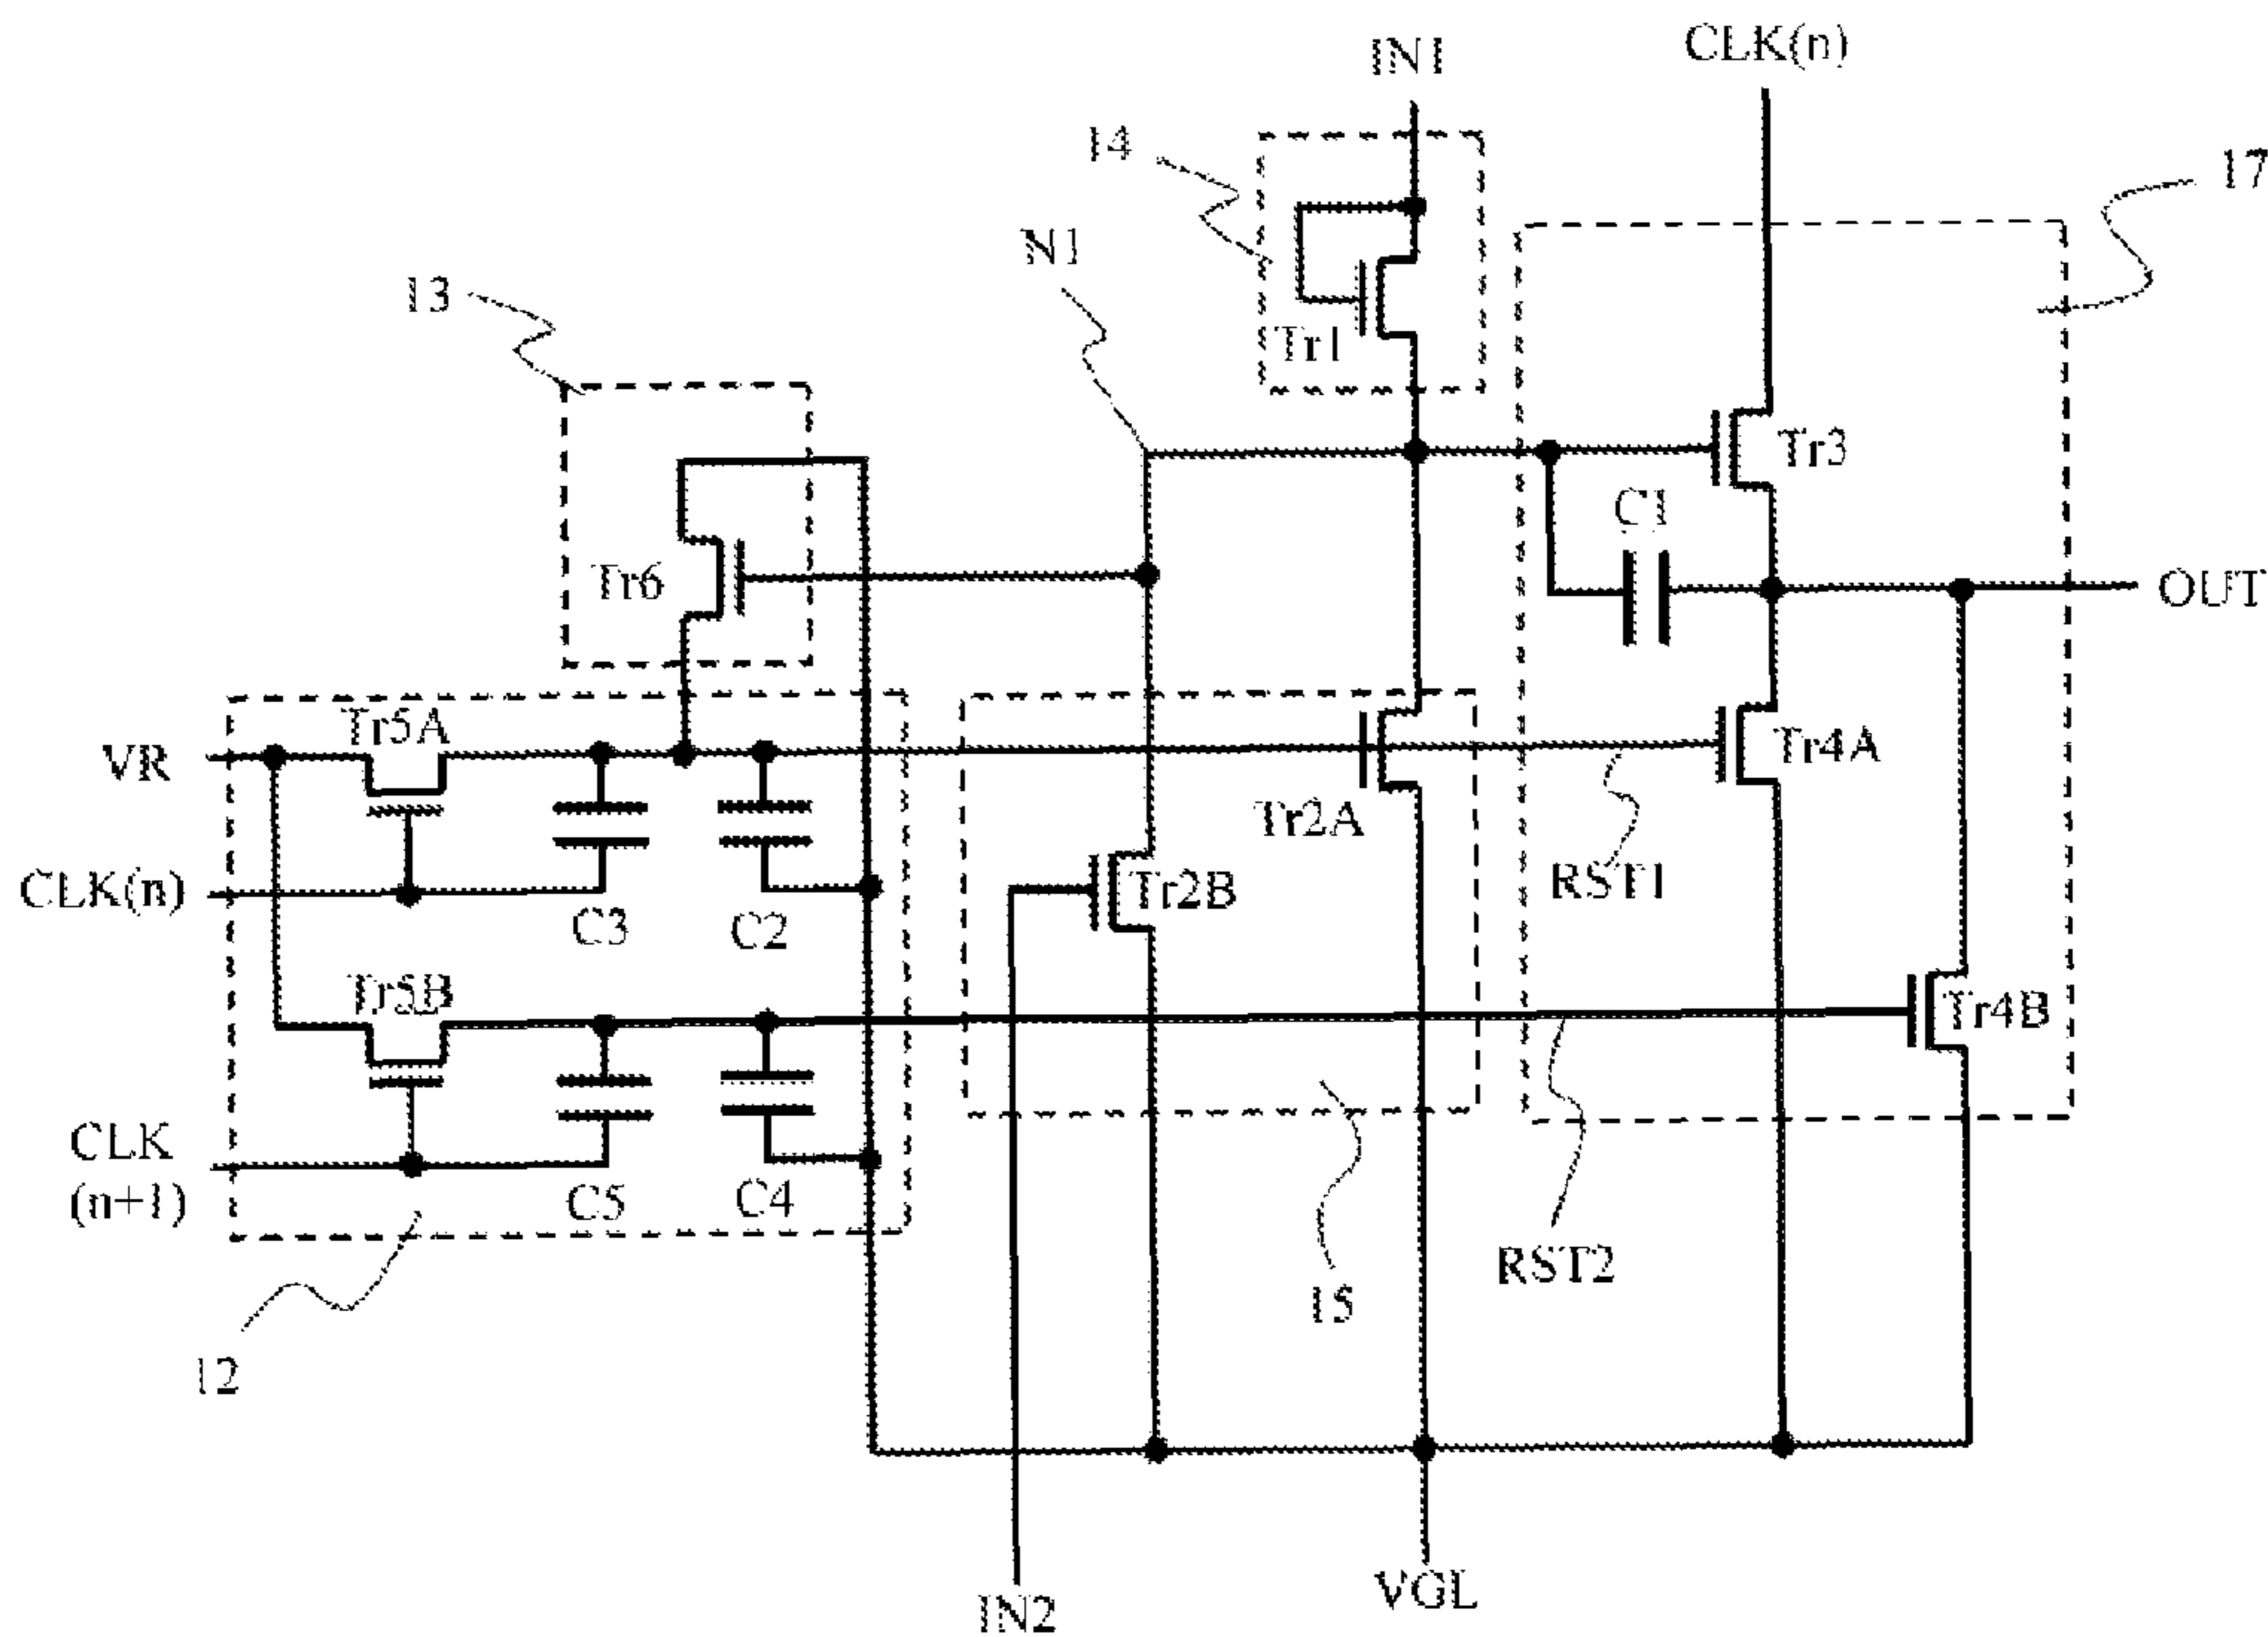 IN1
CLK(n)
14
17
N1
13
Tr1
Tr3
C1
Tr6
OUT
Tr5A
VR
Tr4A
Tr2A
CLK(n)
Tr2B
RST1
C3
C2
Tr5B
Tr4B
CLK
(n+1)
C5
C4
RST2
15
12
VGL
IN2